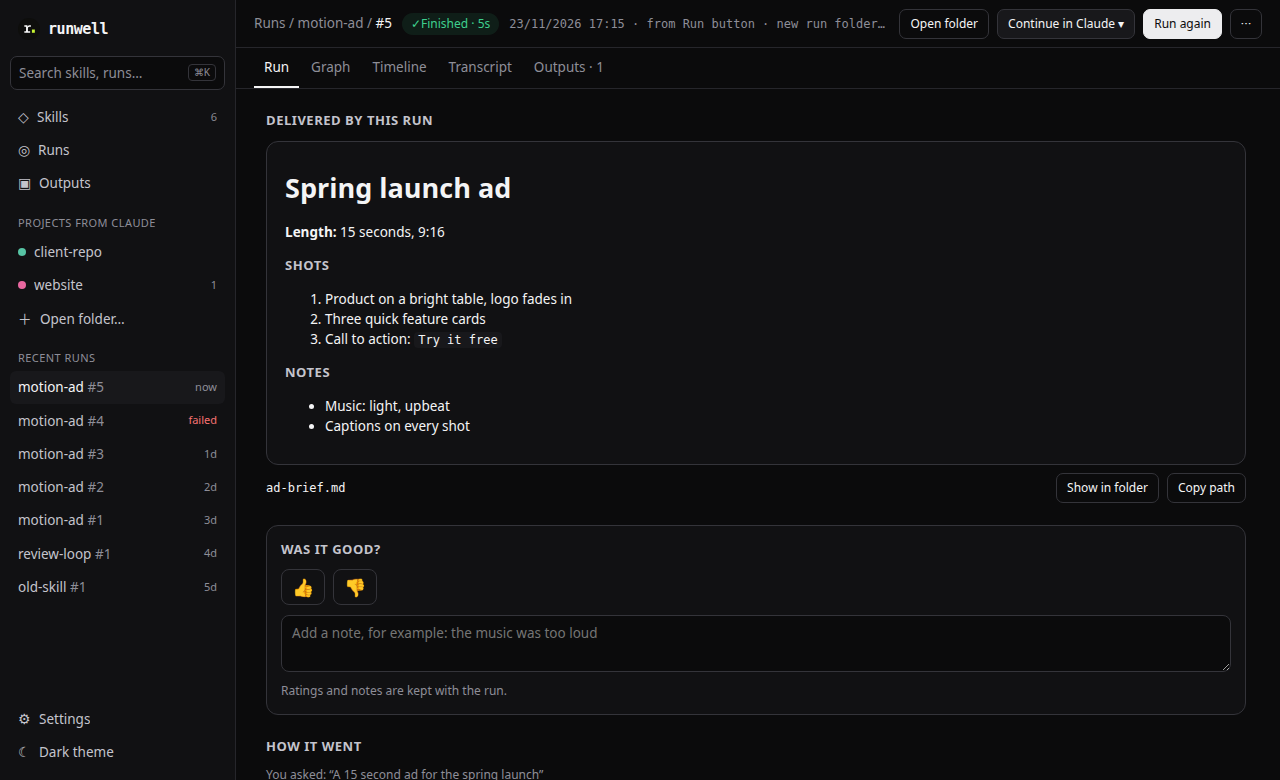 r. runwell
Search skills, runs... ⌘K
◇ Skills 6
◎ Runs
▣ Outputs
PROJECTS FROM CLAUDE
client-repo
website 1
+ Open folder...
RECENT RUNS
motion-ad #5 now
motion-ad #4 failed
motion-ad #3 1d
motion-ad #2 2d
motion-ad #1 3d
review-loop #1 4d
old-skill #1 5d
⚙ Settings
☾ Dark theme
Runs / motion-ad / #5 ✓Finished · 5s 23/11/2026 17:15 · from Run button · new run folder… Open folder Continue in Claude ▾ Run again ···
Run Graph Timeline Transcript Outputs · 1
DELIVERED BY THIS RUN
Spring launch ad
Length: 15 seconds, 9:16
SHOTS
1. Product on a bright table, logo fades in
2. Three quick feature cards
3. Call to action: Try it free
NOTES
• Music: light, upbeat
• Captions on every shot
ad-brief.md Show in folder Copy path
WAS IT GOOD?
👍 👎
Add a note, for example: the music was too loud
Ratings and notes are kept with the run.
HOW IT WENT
You asked: “A 15 second ad for the spring launch”